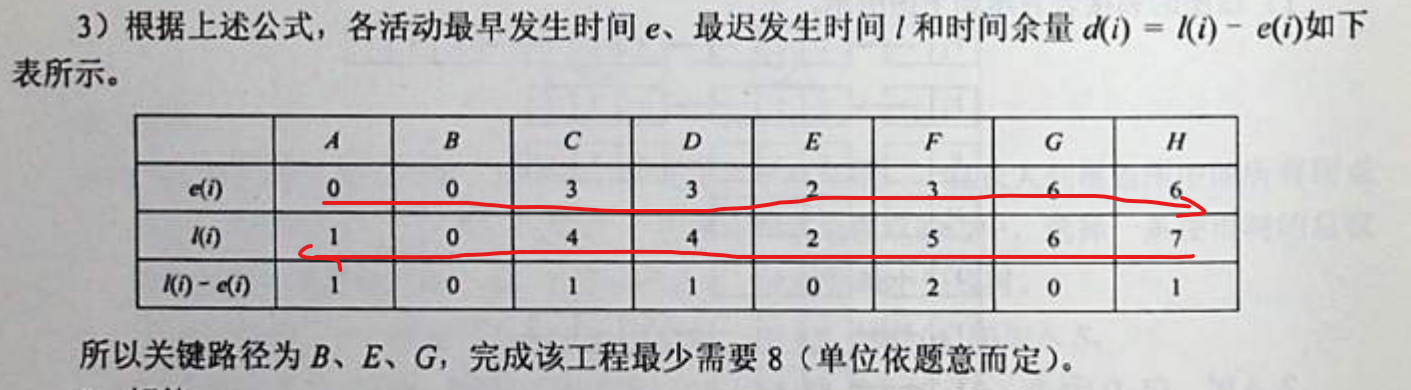 3）根据上述公式，各活动最早发生时间 e、最迟发生时间 l 和时间余量 d(i) = l(i) - e(i)如下
表所示。
A B C D E F G H
e(i) 0 0 3 3 2 3 6 6
l(i) 1 0 4 4 2 5 6 7
l(i) - e(i) 1 0 1 1 0 2 0 1
所以关键路径为 B、E、G，完成该工程最少需要 8（单位依题意而定）。